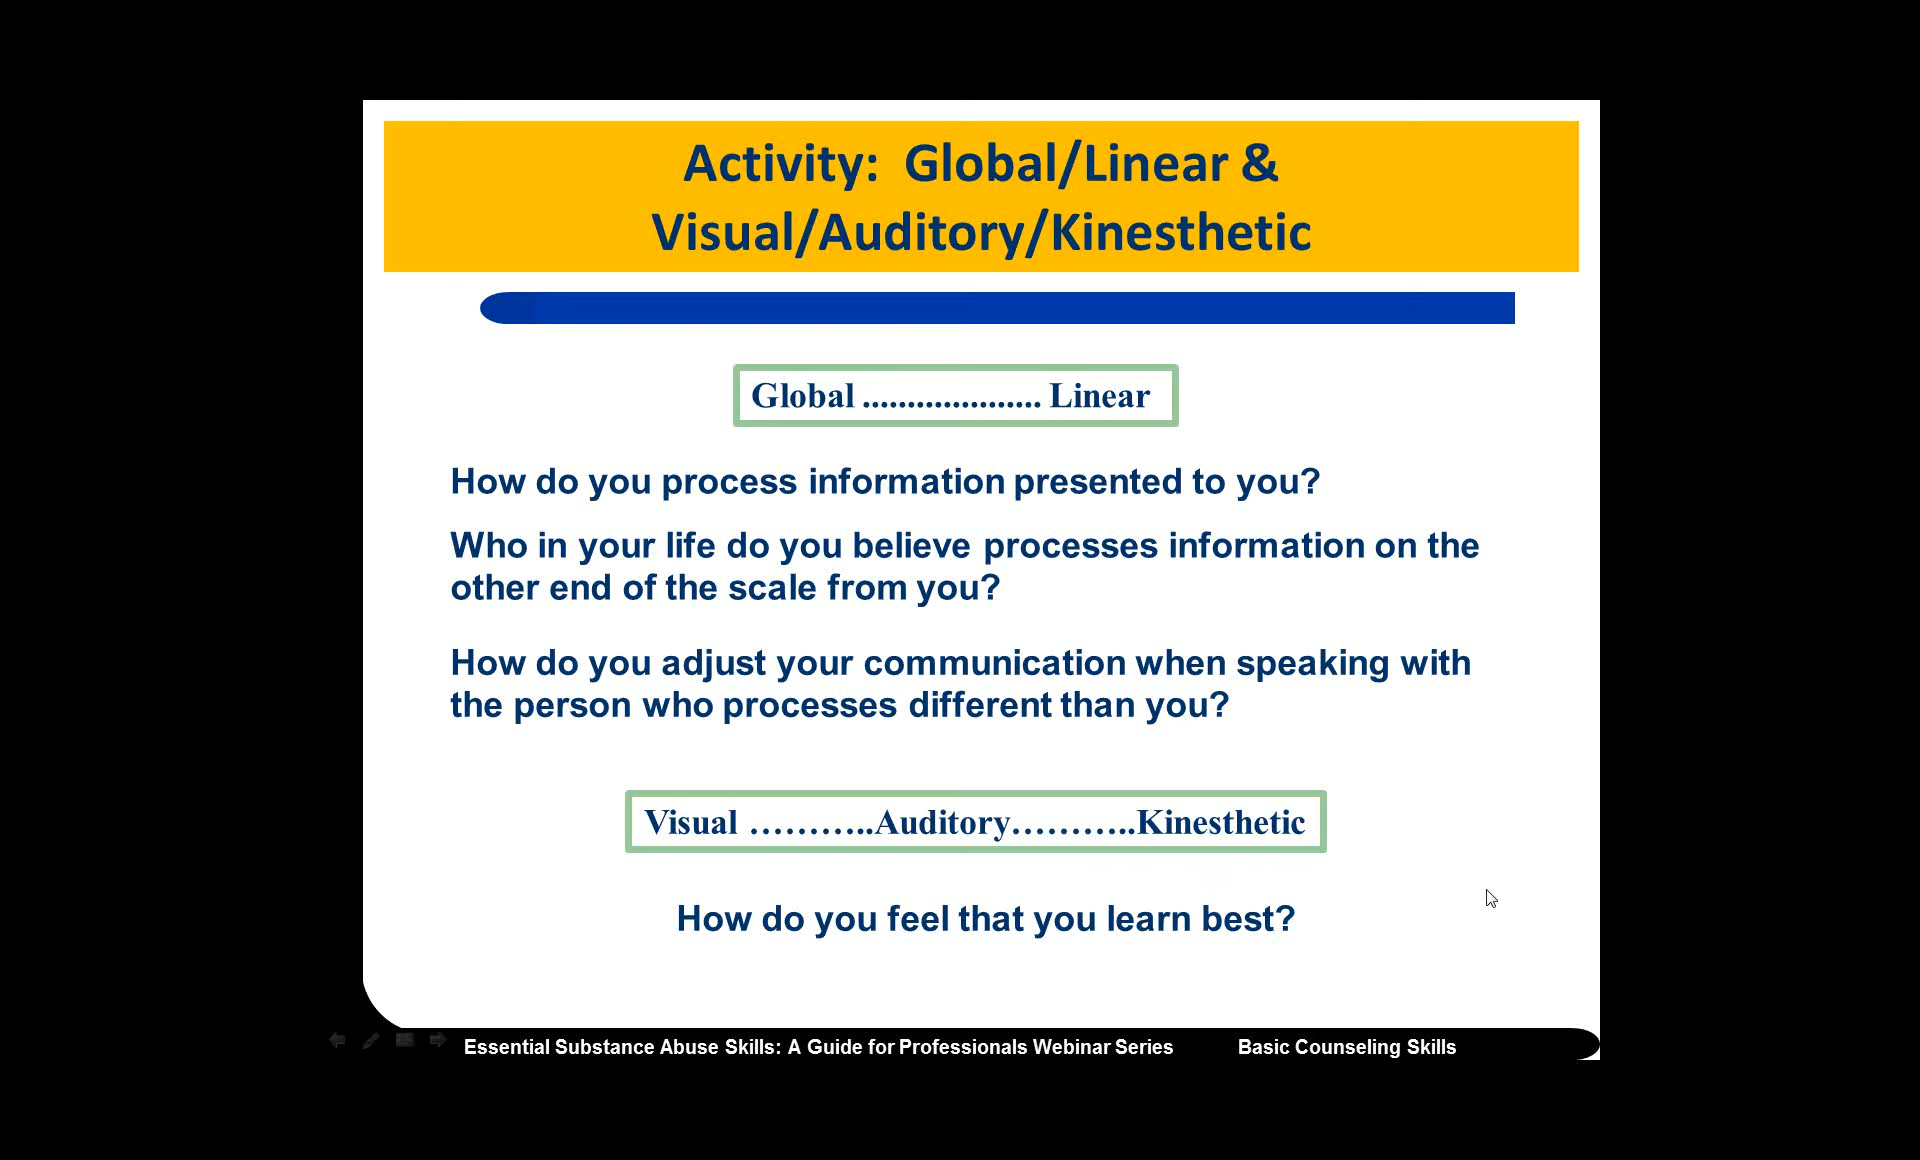 Activity:  Global/Linear &
Visual/Auditory/Kinesthetic
Global .................... Linear
How do you process information presented to you?
Who in your life do you believe processes information on the
other end of the scale from you?
How do you adjust your communication when speaking with
the person who processes different than you?
Visual ………..Auditory………..Kinesthetic
How do you feel that you learn best?
Essential Substance Abuse Skills: A Guide for Professionals Webinar Series Basic Counseling Skills